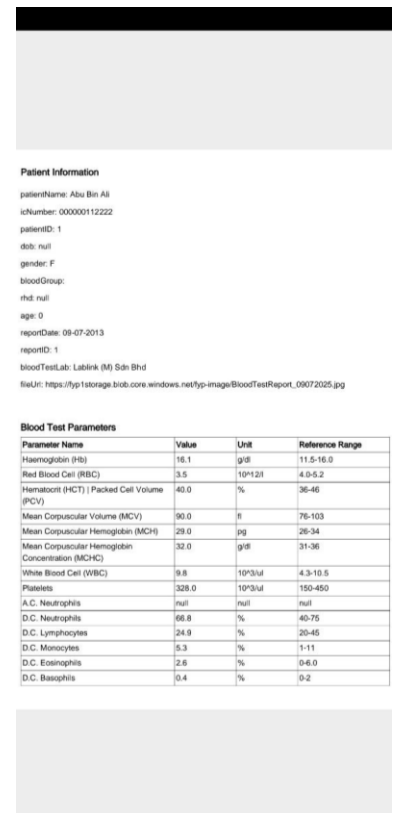 Patient Information
patientName: Abu Bin Ali
icNumber: 000000112222
patientID: 1
dob: null
gender: F
bloodGroup:
rhd: null
age: 0
reportDate: 09-07-2013
reportID: 1
bloodTestLab: Lablink (M) Sdn Bhd
fileUrl: https://fyp1storage.blob.core.windows.net/fyp-image/BloodTestReport_09072025.jpg
Blood Test Parameters
Parameter Name Value Unit Reference Range
Haemoglobin (Hb) 16.1 g/dl 11.5-16.0
Red Blood Cell (RBC) 3.5 10^12/l 4.0-5.2
Hematocrit (HCT) | Packed Cell Volume 40.0 % 36-46
(PCV)
Mean Corpuscular Volume (MCV) 90.0 fl 76-103
Mean Corpuscular Hemoglobin (MCH) 29.0 pg 26-34
Mean Corpuscular Hemoglobin 32.0 g/dl 31-36
Concentration (MCHC)
White Blood Cell (WBC) 9.8 10^3/ul 4.3-10.5
Platelets 328.0 10^3/ul 150-450
A.C. Neutrophils null null null
D.C. Neutrophils 66.8 % 40-75
D.C. Lymphocytes 24.9 % 20-45
D.C. Monocytes 5.3 % 1-11
D.C. Eosinophils 2.6 % 0-6.0
D.C. Basophils 0.4 % 0-2